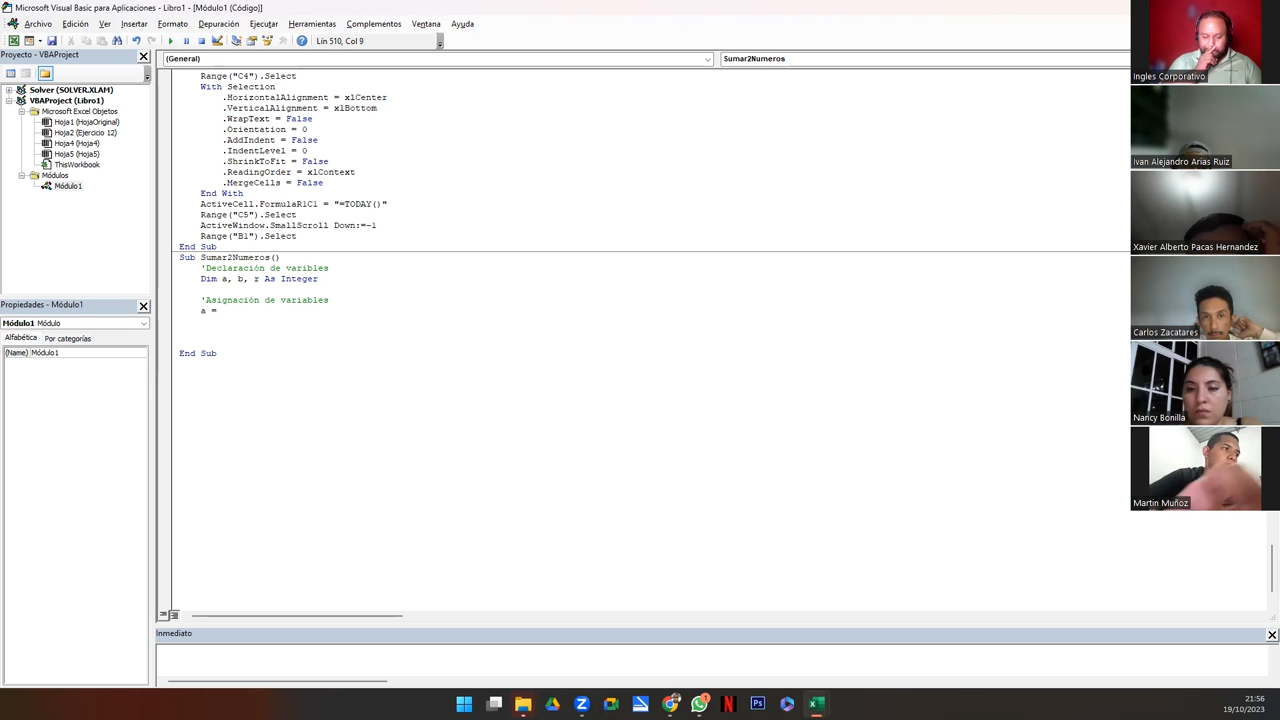 Microsoft Visual Basic para Aplicaciones - Libro1 - [Módulo1 (Código)]
Archivo Edición Ver Insertar Formato Depuración Ejecutar Herramientas Complementos Ventana Ayuda
Lín 510, Col 9
Proyecto - VBAProject
Solver (SOLVER.XLAM)
VBAProject (Libro1)
Microsoft Excel Objetos
Hoja1 (HojaOriginal)
Hoja2 (Ejercicio 12)
Hoja4 (Hoja4)
Hoja5 (Hoja5)
ThisWorkbook
Módulos
Módulo1
Propiedades - Módulo1
Módulo1 Módulo
Alfabética Por categorías
(Name) Módulo1
(General) Sumar2Numeros
Range("C4").Select
With Selection
.HorizontalAlignment = xlCenter
.VerticalAlignment = xlBottom
.WrapText = False
.Orientation = 0
.AddIndent = False
.IndentLevel = 0
.ShrinkToFit = False
.ReadingOrder = xlContext
.MergeCells = False
End With
ActiveCell.FormulaR1C1 = "=TODAY()"
Range("C5").Select
ActiveWindow.SmallScroll Down:=-1
Range("B1").Select
End Sub
Sub Sumar2Numeros()
'Declaración de varibles
Dim a, b, r As Integer
'Asignación de variables
a =
End Sub
Inmediato
Ingles Corporativo
Ivan Alejandro Arias Ruiz
Xavier Alberto Pacas Hernandez
Carlos Zacatares
Nancy Bonilla
Martin Muñoz
1
N
Ps
21:56
19/10/2023